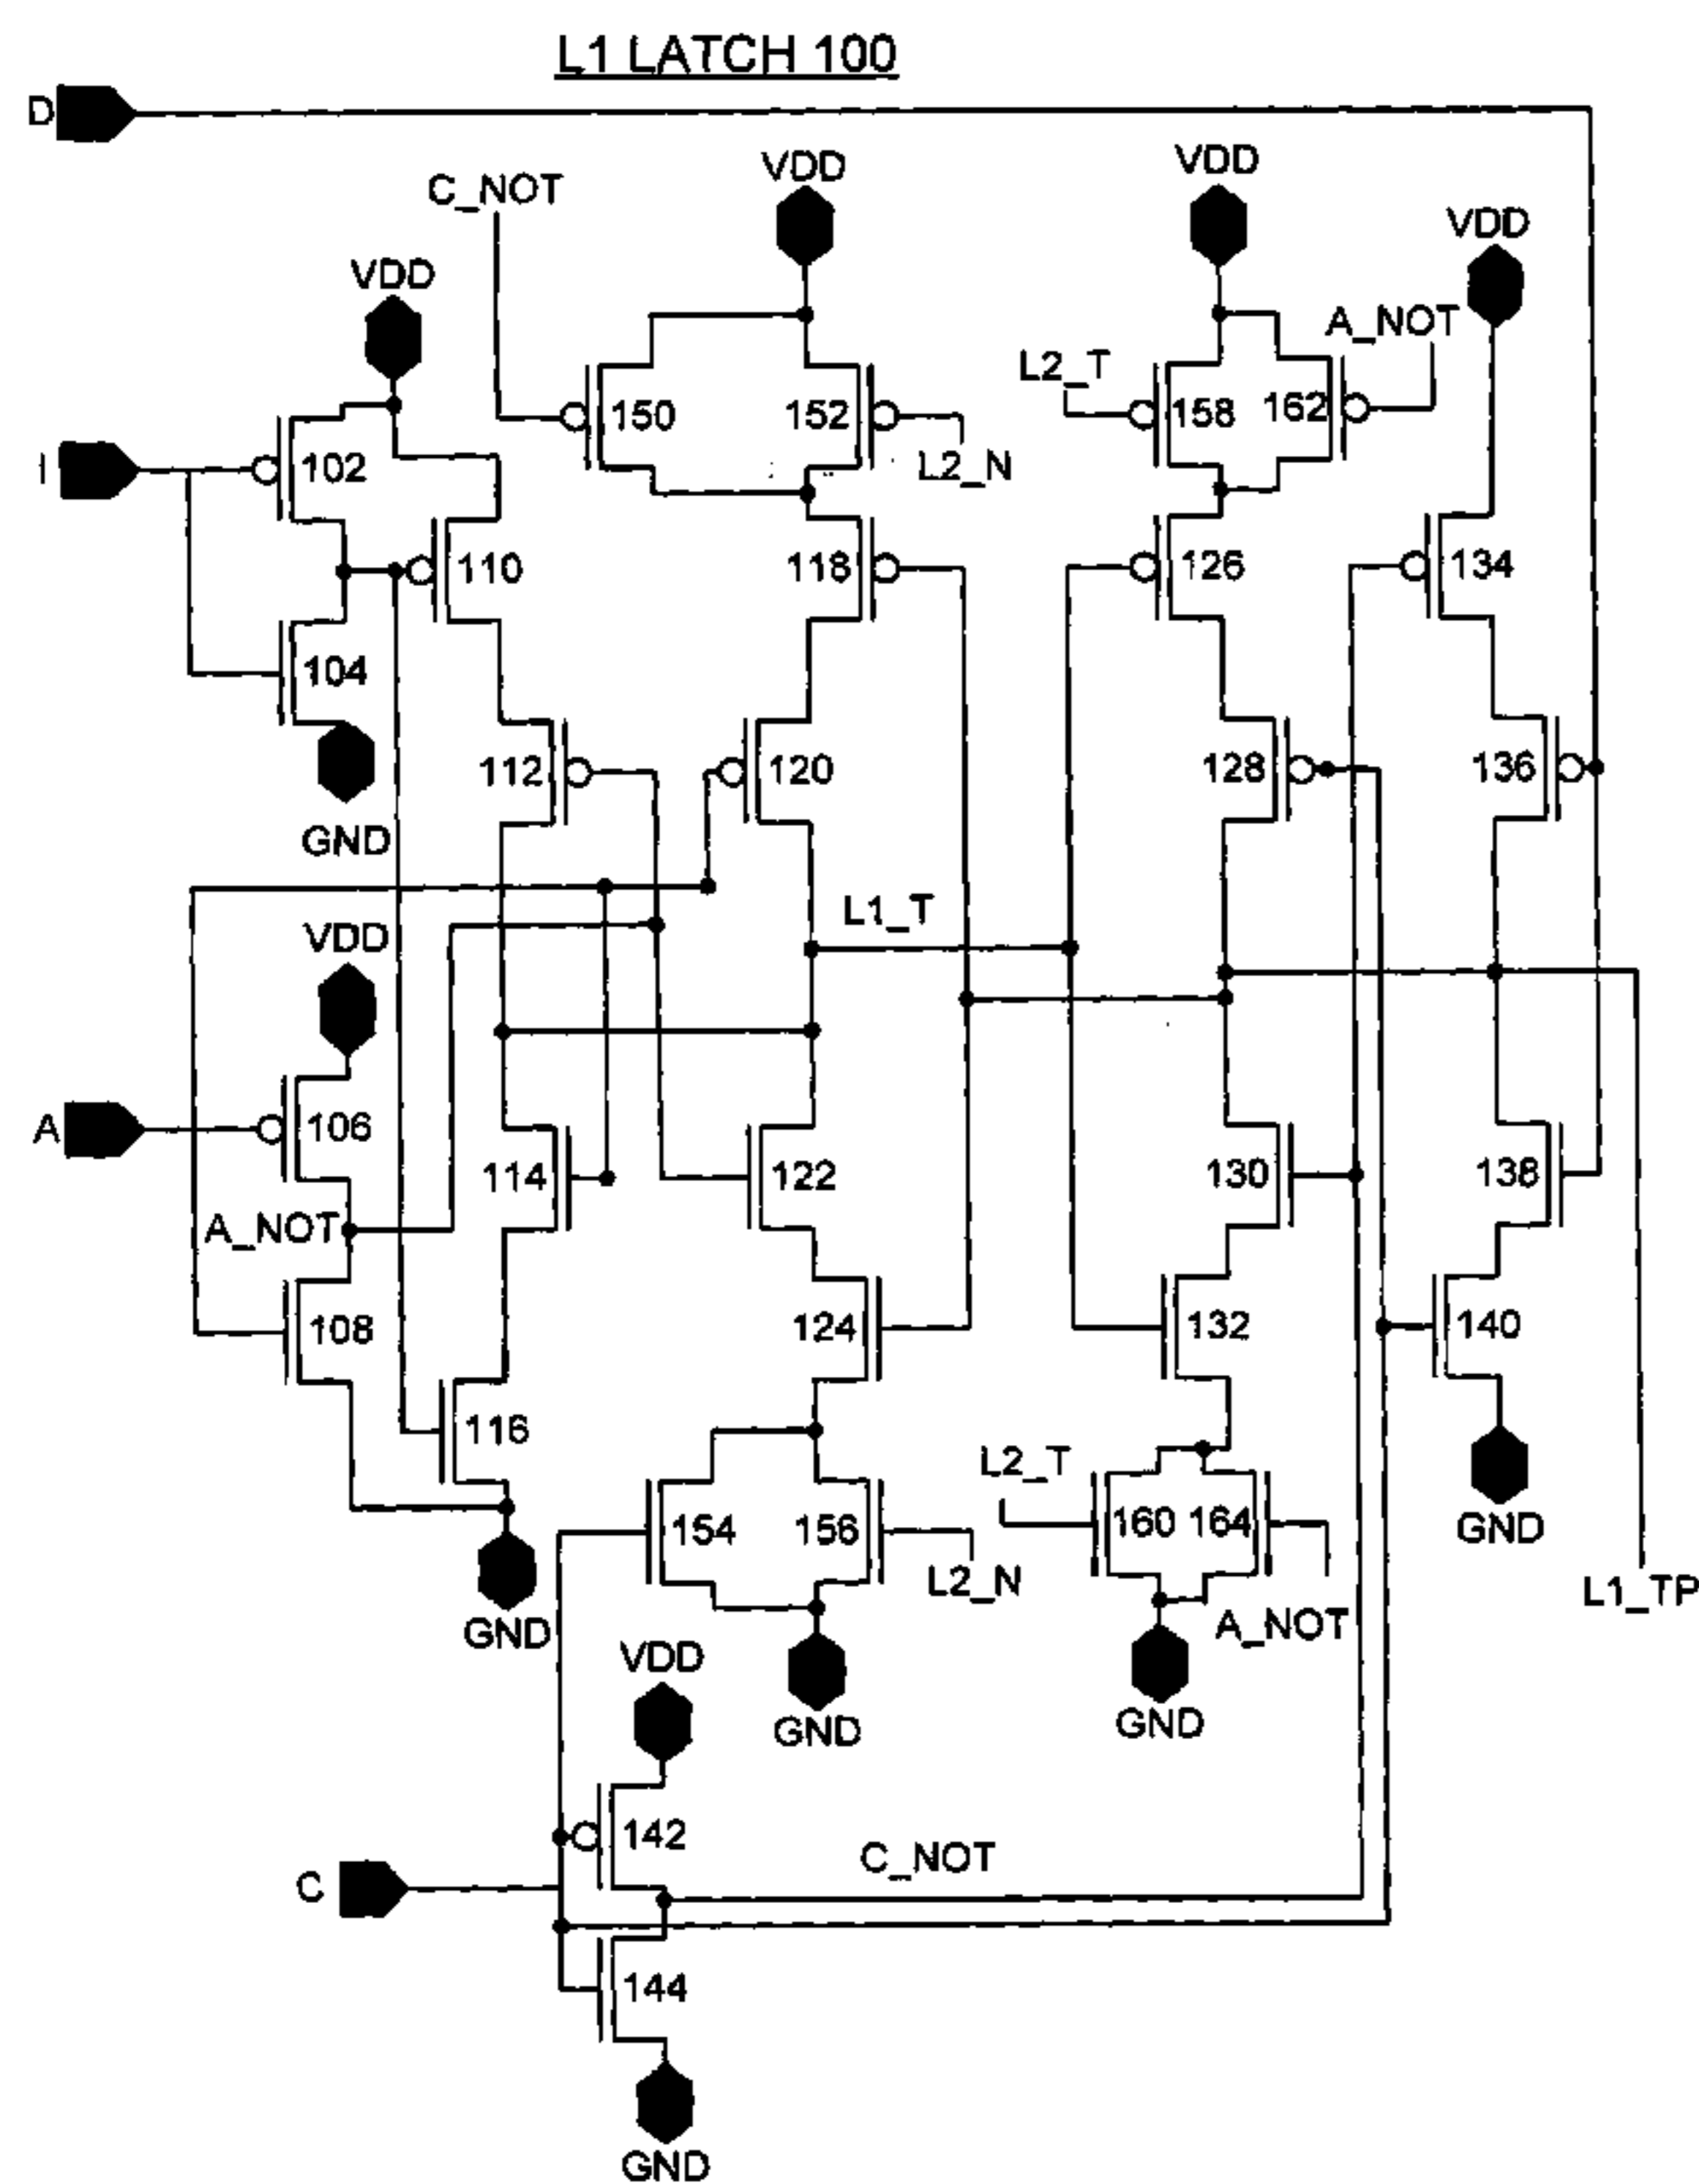 L1 LATCH 100
D
VDD
VDD
C_NOT
VDD
VDD
A_NOT
L2_T
150
152
158
162
I
102
L2_N
110
118
126
134
104
112
120
128
136
GND
L1_T
VDD
A
106
114
122
130
138
A_NOT
108
124
132
140
116
L2_T
154
156
160
164
GND
L2_N
L1_TP
GND
A_NOT
VDD
GND
GND
142
C
C_NOT
144
GND